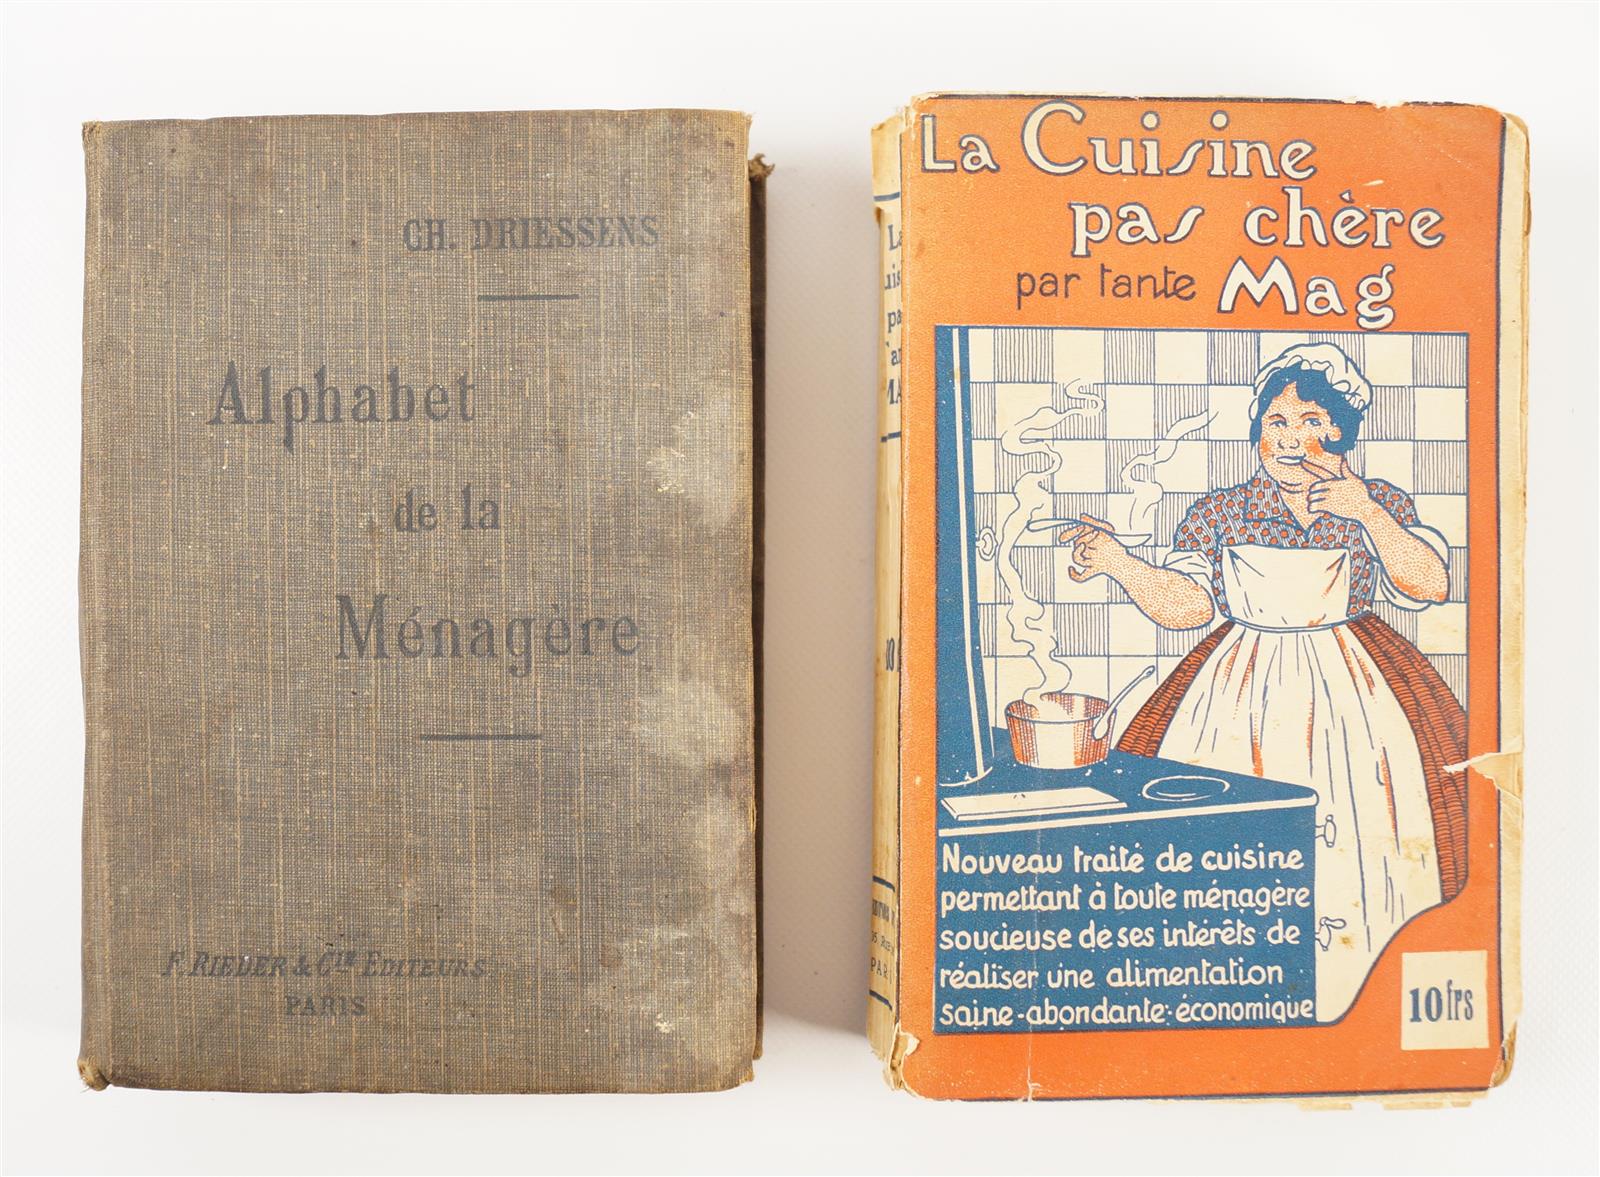 CH. DRIESSENS
Alphabet
de la
Ménagère
F. RIEDER & CIE EDITEURS
PARIS
La Cuisine
pas chère
par tante Mag
Nouveau traité de cuisine
permettant à toute ménagère
soucieuse de ses intérêts de
réaliser une alimentation
saine-abondante-économique
10 frs